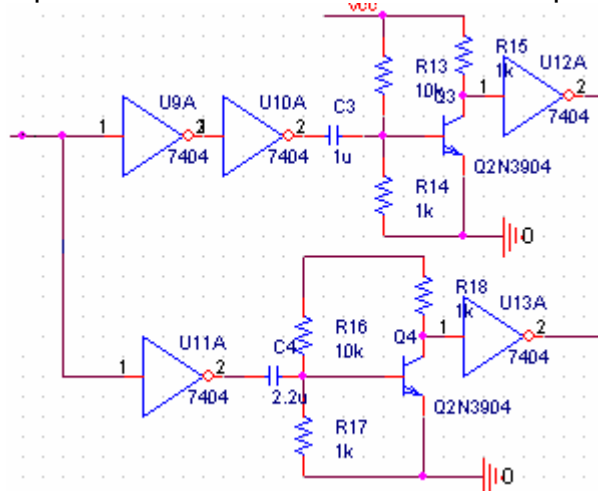 VCC
R15
1k
U12A
1
2
7404
R13
10k
Q3
Q2N3904
U9A
1
2
7404
U10A
2
7404
C3
1u
R14
1k
0
R18
1k
U13A
1
2
7404
R16
10k
Q4
Q2N3904
U11A
1
2
7404
C4
2.2u
R17
1k
0